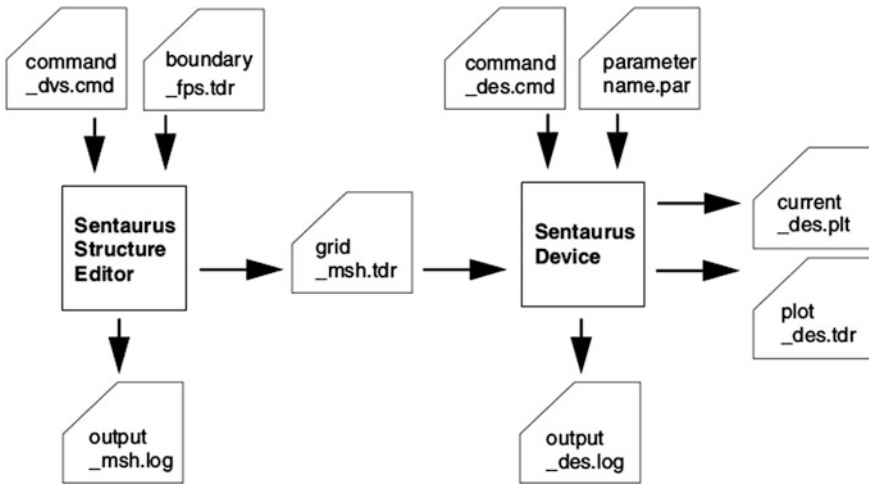 command
_dvs.cmd
boundary
_fps.tdr
command
_des.cmd
parameter
name.par
Sentaurus
Structure
Editor
grid
_msh.tdr
Sentaurus
Device
current
_des.plt
plot
_des.tdr
output
_msh.log
output
_des.log